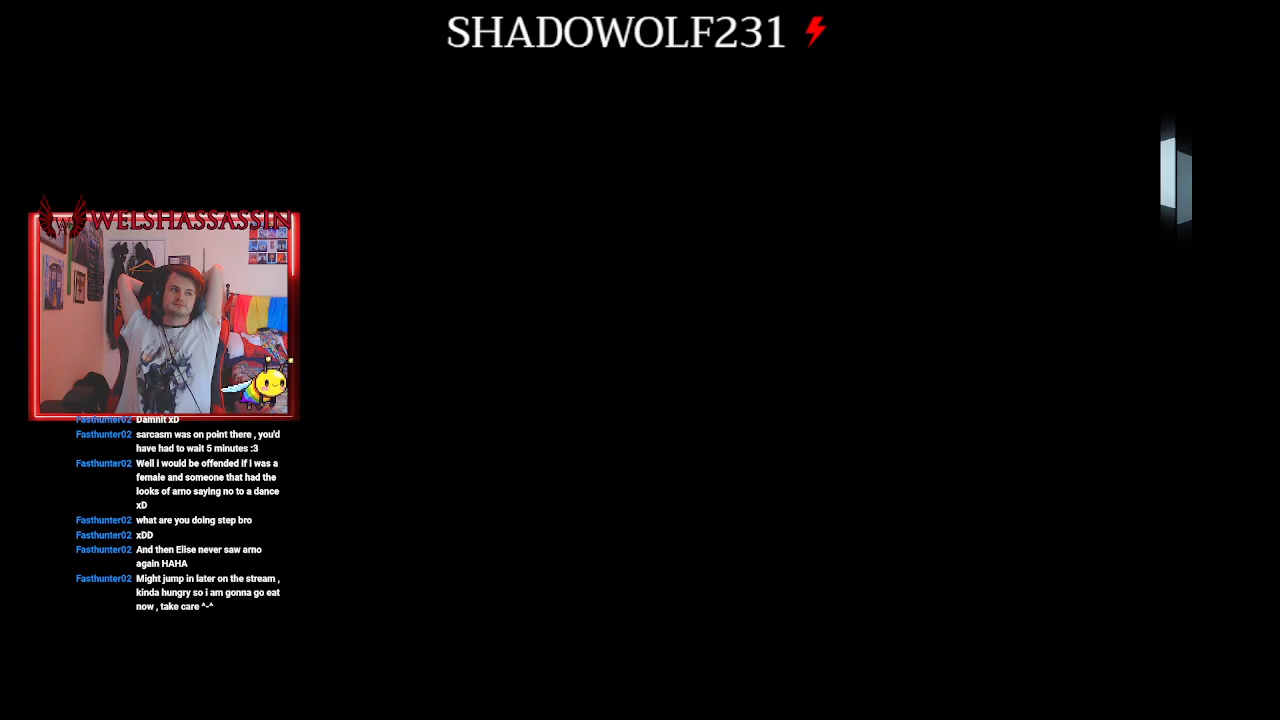 SHADOWOLF231
WELSHASSASSIN
Fasthunter02 Damnit xD
Fasthunter02 sarcasm was on point there , you'd
have had to wait 5 minutes :3
Fasthunter02 Well I would be offended if I was a
female and someone that had the
looks of arno saying no to a dance
xD
Fasthunter02 what are you doing step bro
Fasthunter02 xDD
Fasthunter02 And then Elise never saw arno
again HAHA
Fasthunter02 Might jump in later on the stream ,
kinda hungry so i am gonna go eat
now , take care ^-^